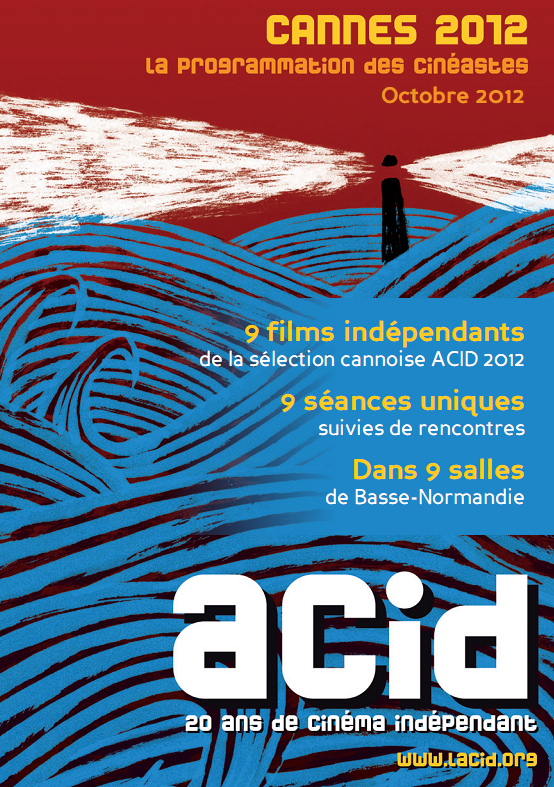 CANNES 2012
La Programmation des Cinéastes
Octobre 2012
9 films indépendants
de la sélection cannoise ACID 2012
9 séances uniques
suivies de rencontres
Dans 9 salles
de Basse-Normandie
acid
20 ans de cinéma indépendant
www.lacid.org